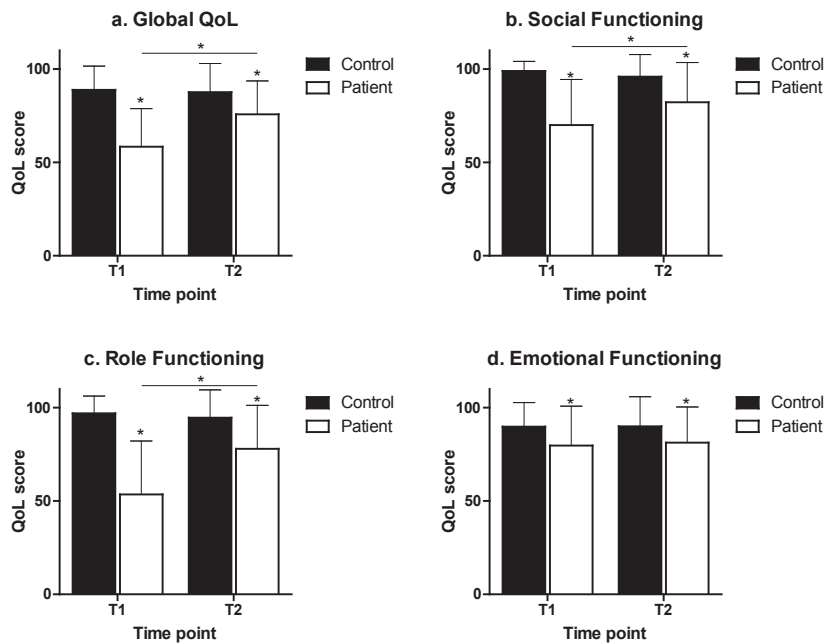 a. Global QoL
*
100
*
*
50
0
QoL score
T1
T2
Time point
Control
Patient
b. Social Functioning
*
100
*
*
50
0
QoL score
T1
T2
Time point
Control
Patient
c. Role Functioning
*
100
*
*
50
0
QoL score
T1
T2
Time point
Control
Patient
d. Emotional Functioning
100
*
*
50
0
QoL score
T1
T2
Time point
Control
Patient